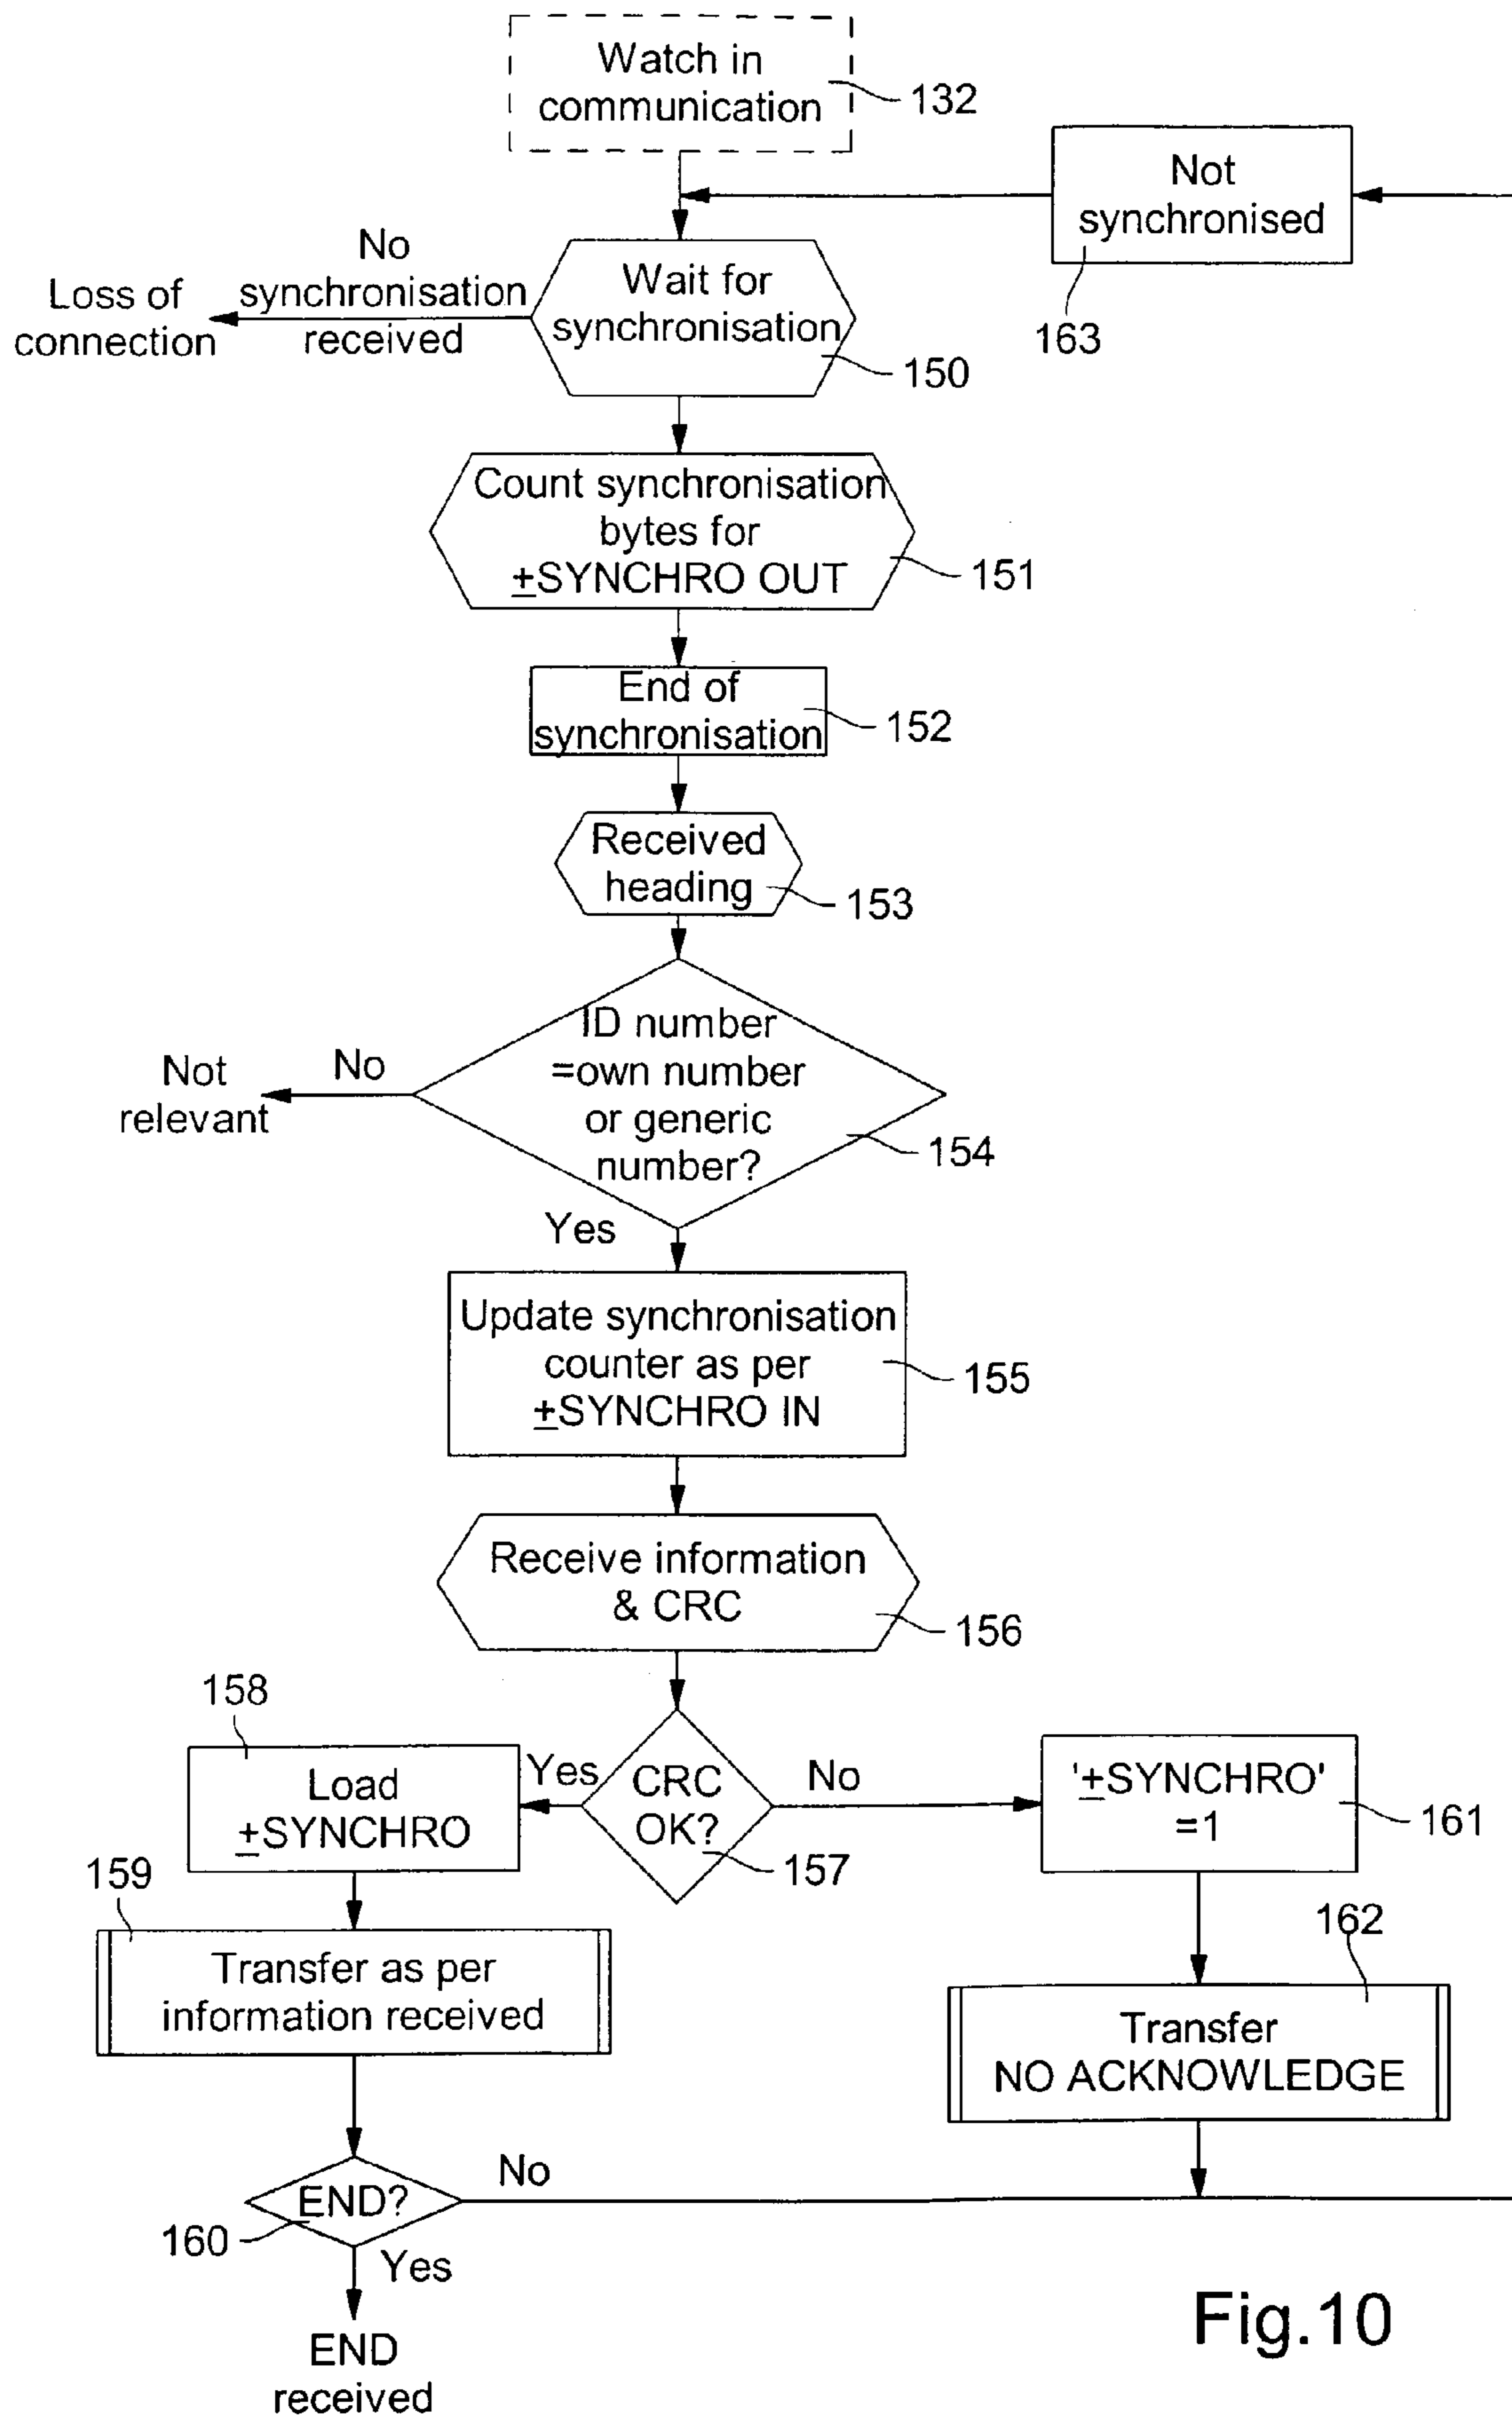 Watch in
communication
132
Not
synchronised
163
No
synchronisation
received
Loss of
connection
Wait for
synchronisation
150
Count synchronisation
bytes for
±SYNCHRO OUT
151
End of
synchronisation
152
Received
heading
153
ID number
=own number
or generic
number?
154
No
Not
relevant
Yes
Update synchronisation
counter as per
±SYNCHRO IN
155
Receive information
& CRC
156
CRC
OK?
157
Yes
No
158
Load
±SYNCHRO
'±SYNCHRO'
=1
161
159
Transfer as per
information received
162
Transfer
NO ACKNOWLEDGE
END?
160
No
Yes
END
received
Fig.10